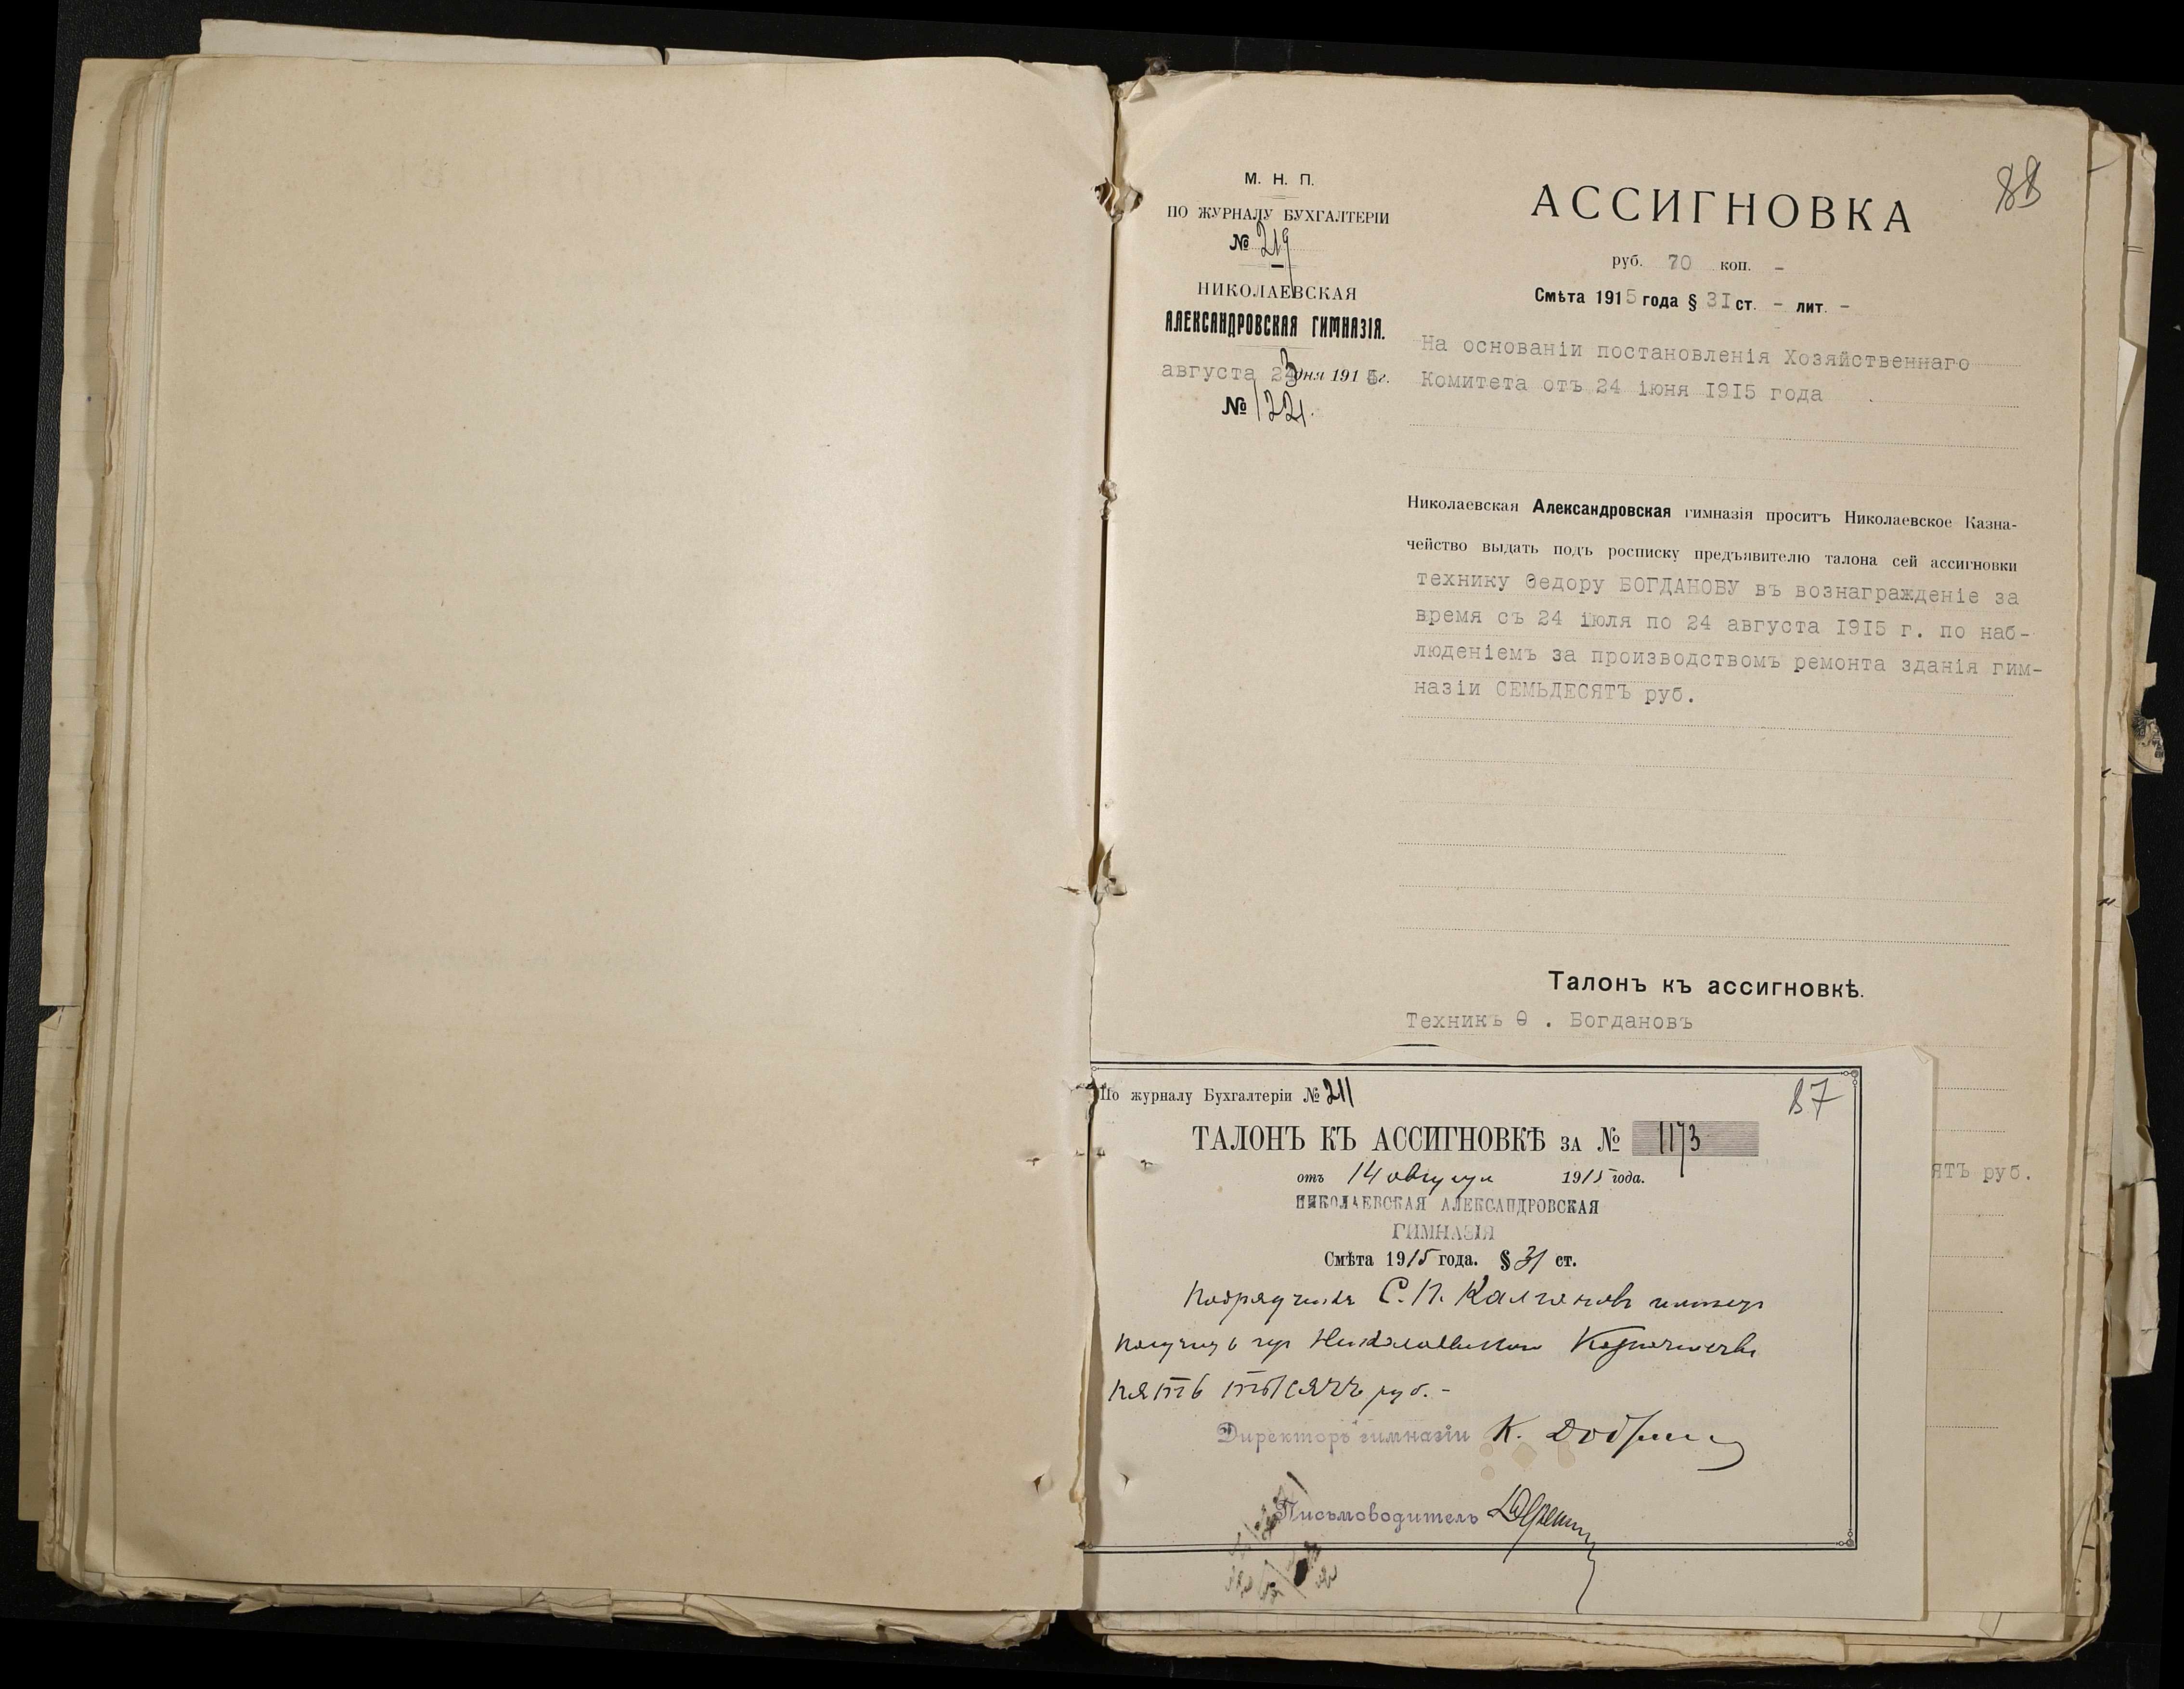 М. Н. П.
ПО ЖУРНАЛУ БУХГАЛТЕРІИ
№ 219
НИКОЛАЕВСКАЯ
АЛЕКСАНДРОВСКАЯ ГИМНАЗІЯ.
августа 23 дня 1915 г.
№ 1221.
88
АССИГНОВКА
руб. 70 коп. -
Смѣта 1915 года § 31 ст. - лит. -
На основаніи постановленія Хозяйственнаго
Комитета отъ 24 іюня 1915 года
Николаевская Александровская гимназія проситъ Николаевское Казна-
чейство выдать подъ росписку предъявителю талона сей ассигновки
технику Ѳедору БОГДАНОВУ въ вознагражденіе за
время съ 24 іюля по 24 августа 1915 г. по наб-
люденіемъ за производствомъ ремонта зданія гим-
назіи СЕМЬДЕСЯТЪ руб.
Талонъ къ ассигновкѣ.
Техникъ Ѳ. Богдановъ
ятъ руб.
По журналу Бухгалтеріи № 211
87
ТАЛОНЪ КЪ АССИГНОВКѢ ЗА № 1173
отъ 14 августа 1915 года.
НИКОЛАЕВСКАЯ АЛЕКСАНДРОВСКАЯ
ГИМНАЗІЯ
Смѣта 1915 года. § 31 ст.
Подрядчикъ С. П.
получить изъ Николаевскаго Казначейства
пять тысячъ руб. -
Директоръ гимназіи К.
Письмоводитель